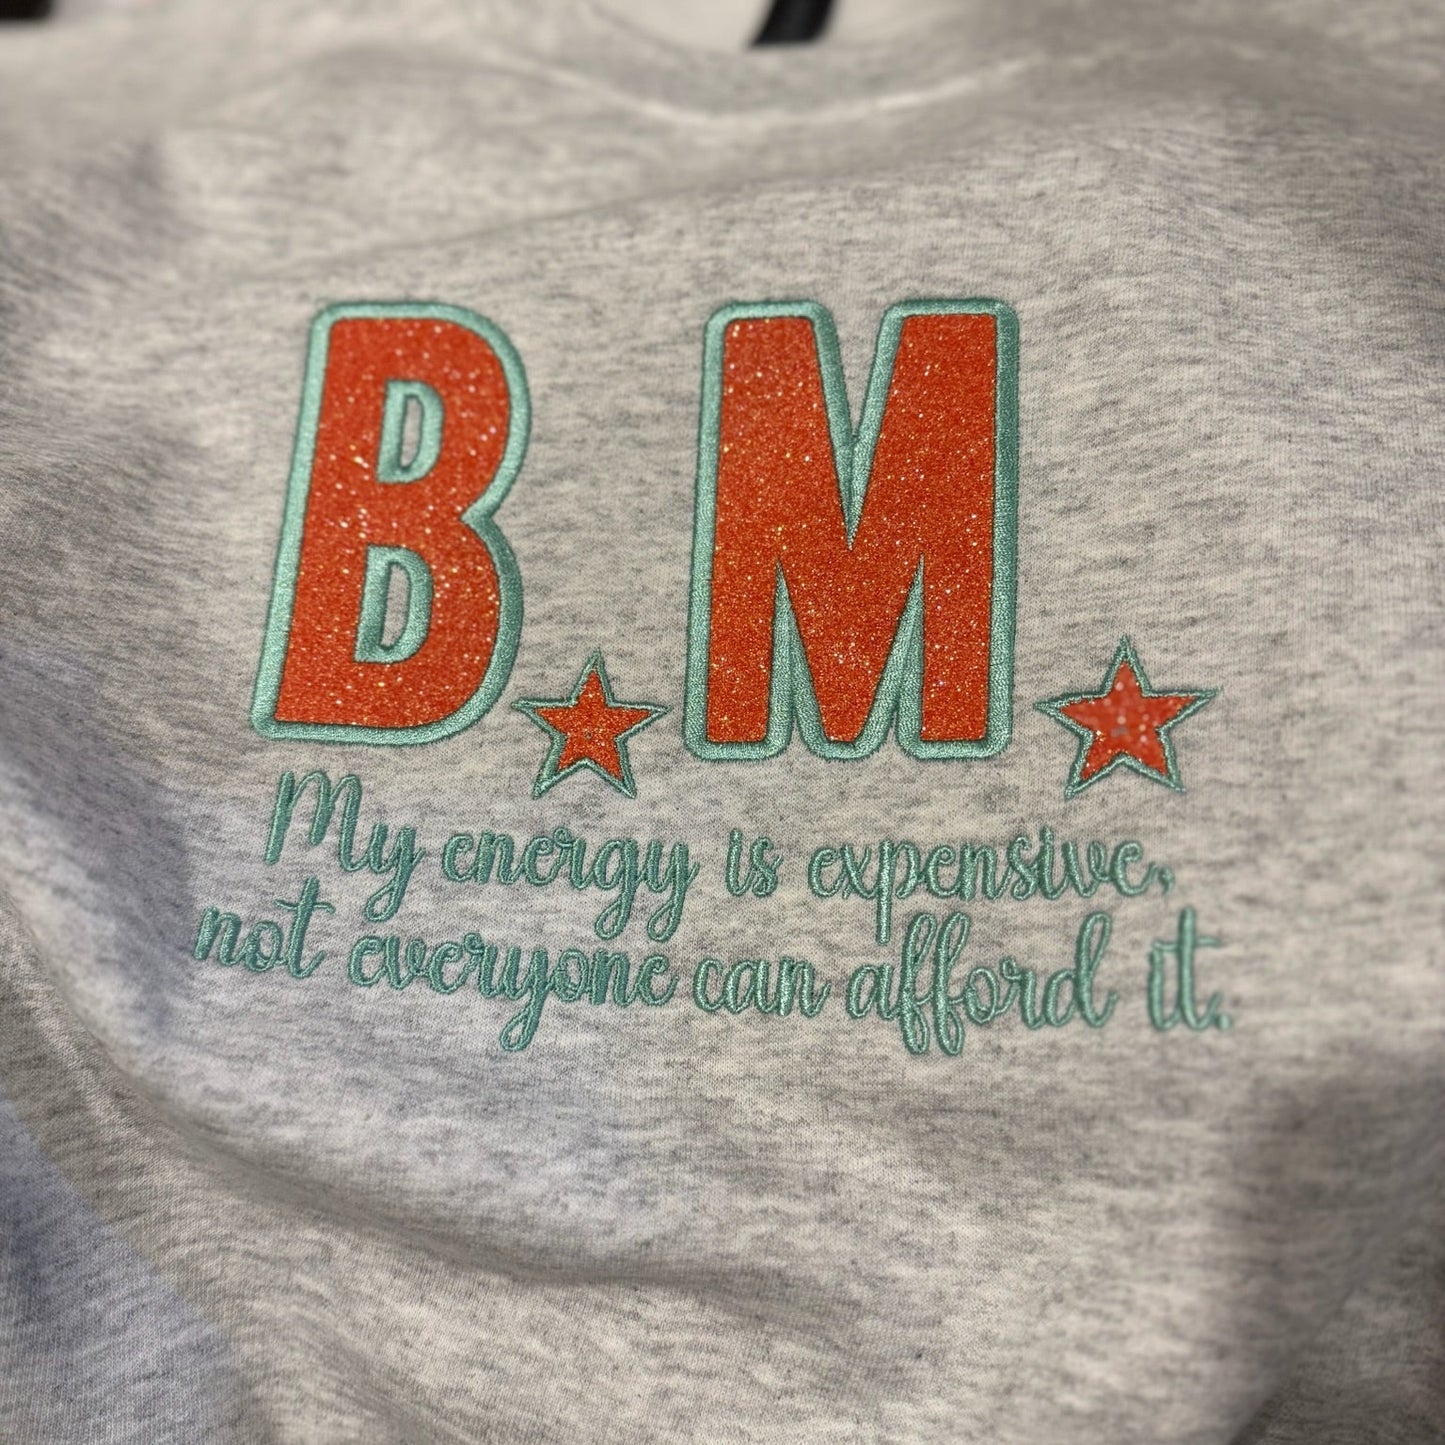 B.M.
My energy is expensive,
not everyone can afford it.